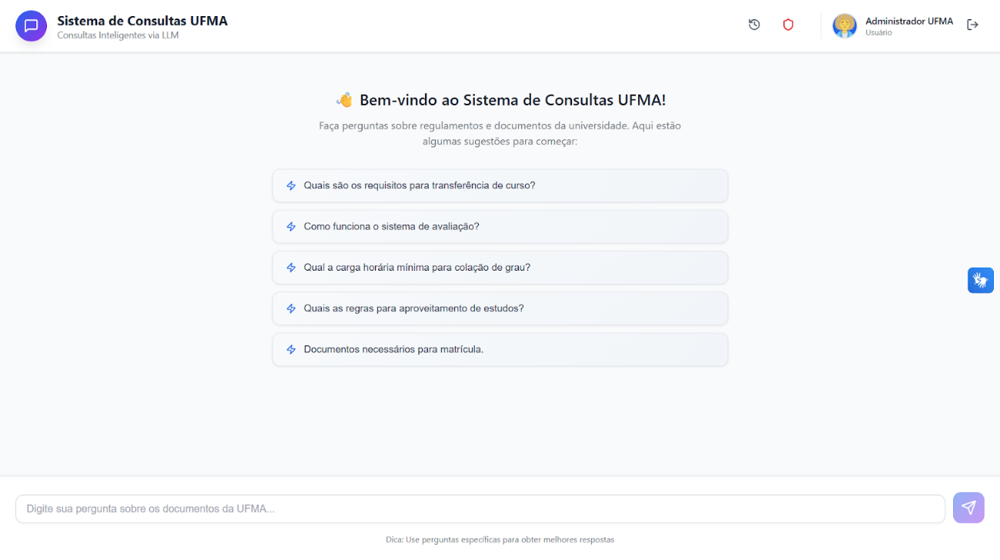 Sistema de Consultas UFMA
Consultas Inteligentes via LLM
Administrador UFMA
Usuário
Bem-vindo ao Sistema de Consultas UFMA!
Faça perguntas sobre regulamentos e documentos da universidade. Aqui estão
algumas sugestões para começar:
Quais são os requisitos para transferência de curso?
Como funciona o sistema de avaliação?
Qual a carga horária mínima para colação de grau?
Quais as regras para aproveitamento de estudos?
Documentos necessários para matrícula.
Digite sua pergunta sobre os documentos da UFMA...
Dica: Use perguntas específicas para obter melhores respostas